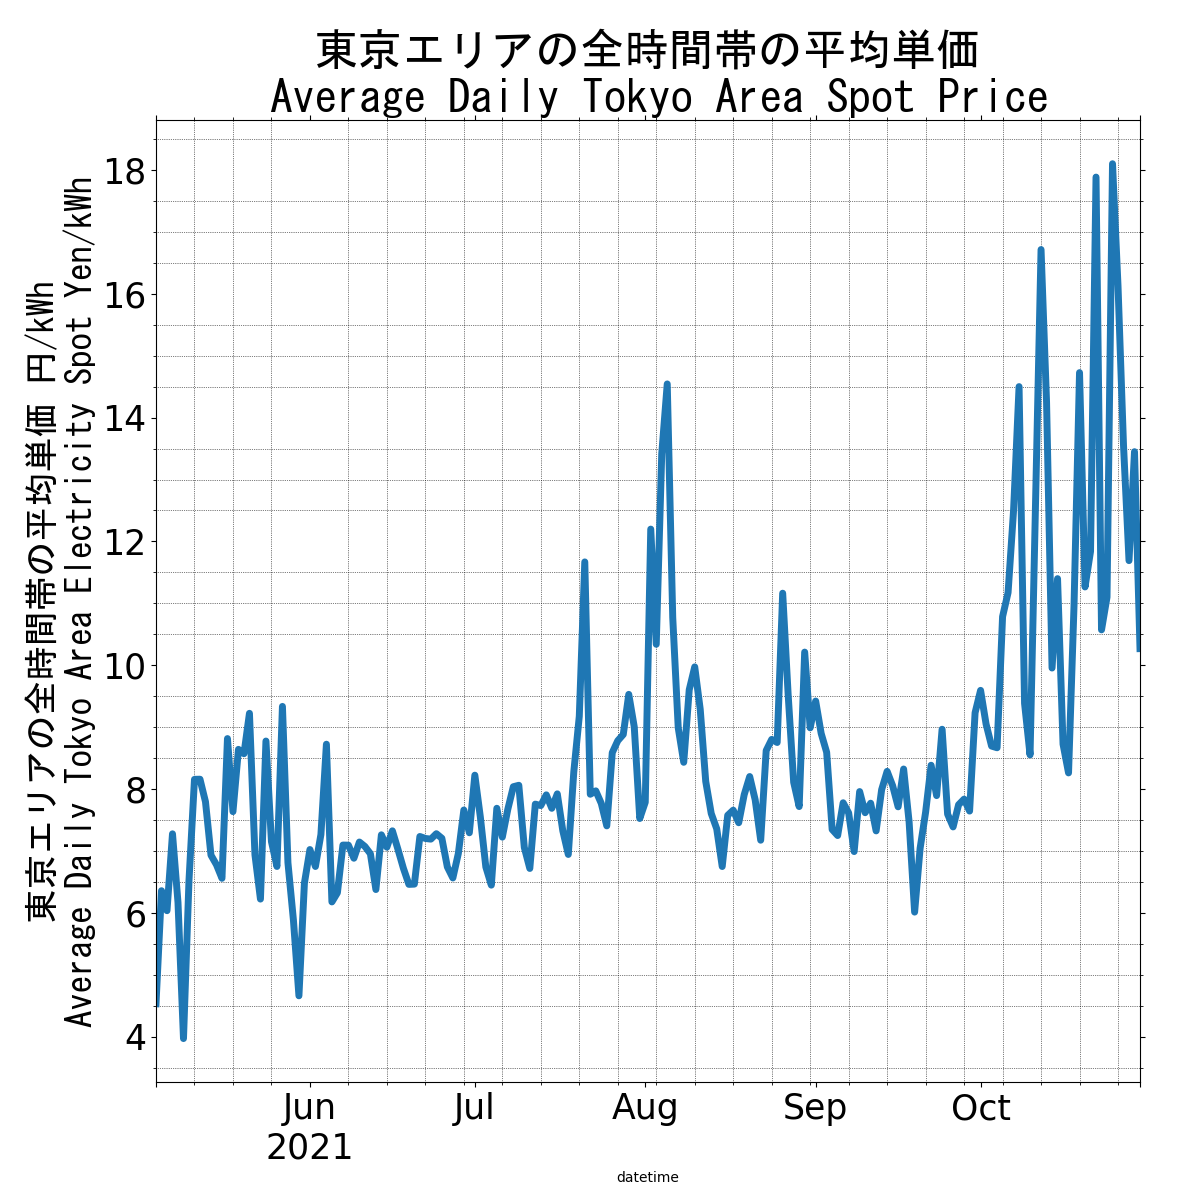 東京エリアの全時間帯の平均単価
Average Daily Tokyo Area Spot Price
東京エリアの全時間帯の平均単価 円/kWh
Average Daily Tokyo Area Electricity Spot Yen/kWh
18
16
14
12
10
8
6
4
Jun
2021
Jul
Aug
Sep
Oct
datetime